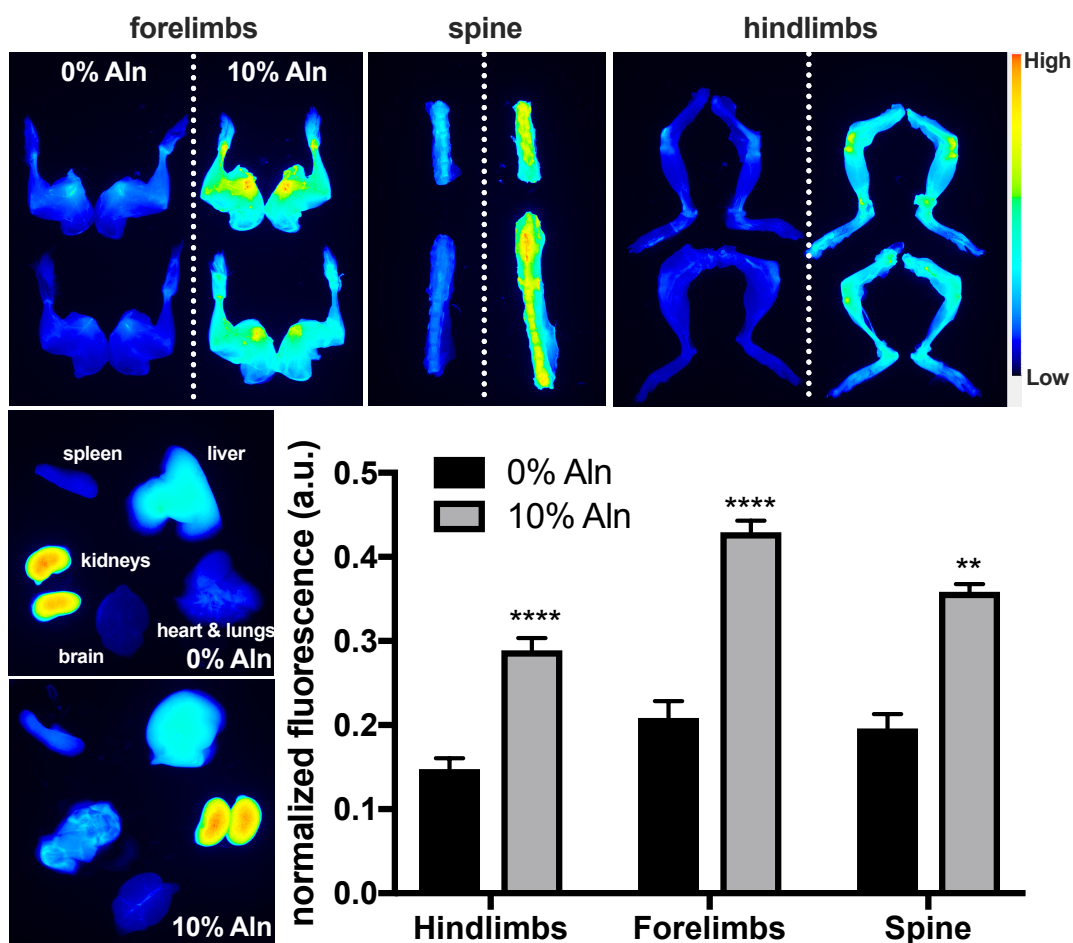 forelimbs
spine
hindlimbs
0% Aln
10% Aln
High
Low
spleen
liver
kidneys
heart & lungs
brain
0% Aln
10% Aln
normalized fluorescence (a.u.)
0.5
0.4
0.3
0.2
0.1
0.0
0% Aln
10% Aln
****
****
**
Hindlimbs
Forelimbs
Spine